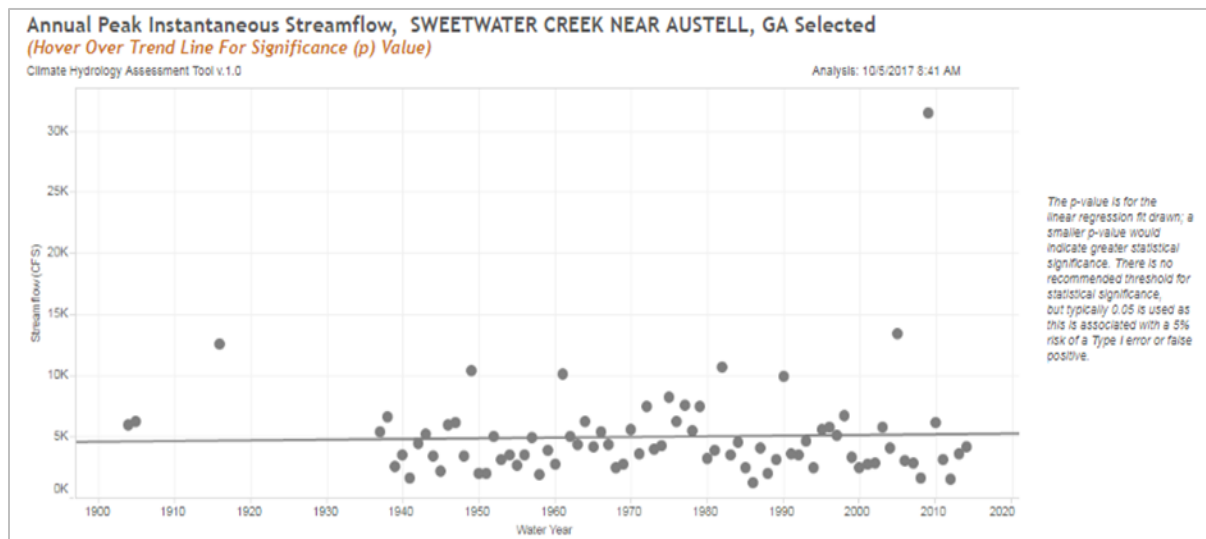 Annual Peak Instantaneous Streamflow, SWEETWATER CREEK NEAR AUSTELL, GA Selected
(Hover Over Trend Line For Significance (p) Value)
Climate Hydrology Assessment Tool v.1.0
Analysis: 10/5/2017 8:41 AM
30K
25K
20K
15K
10K
5K
0K
Streamflow (CFS)
1900
1910
1920
1930
1940
1950
1960
1970
1980
1990
2000
2010
2020
Water Year
The p-value is for the
linear regression fit drawn; a
smaller p-value would
indicate greater statistical
significance. There is no
recommended threshold for
statistical significance,
but typically 0.05 is used as
this is associated with a 5%
risk of a Type I error or false
positive.